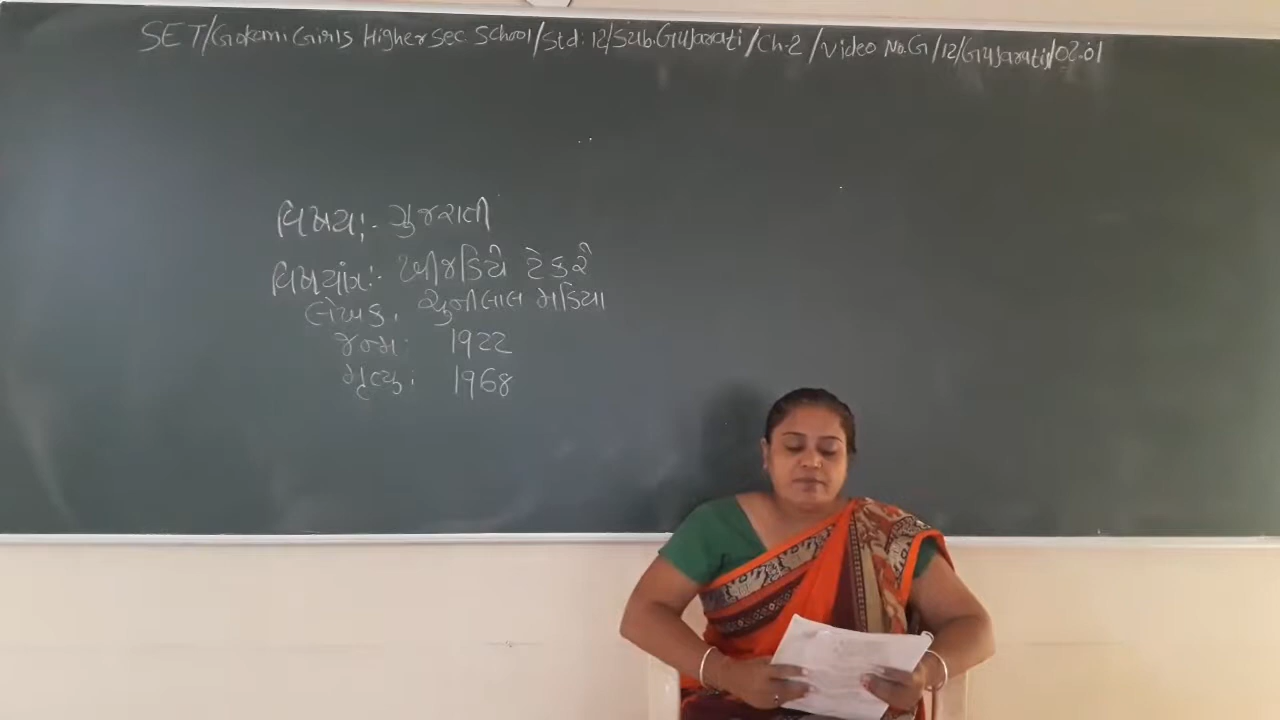 SET/Gokani Girls Higher Sec School/Std: 12/Sub.Gujarati/Ch-2/Video No.G/12/Gujarati/02.01
વિષય:- ગુજરાતી
વિષયાંગ:- ખીજડિયે ટેકરે
લેખક. ચુનીલાલ મડિયા
જન્મ: 1922
મૃત્યુ: 1968